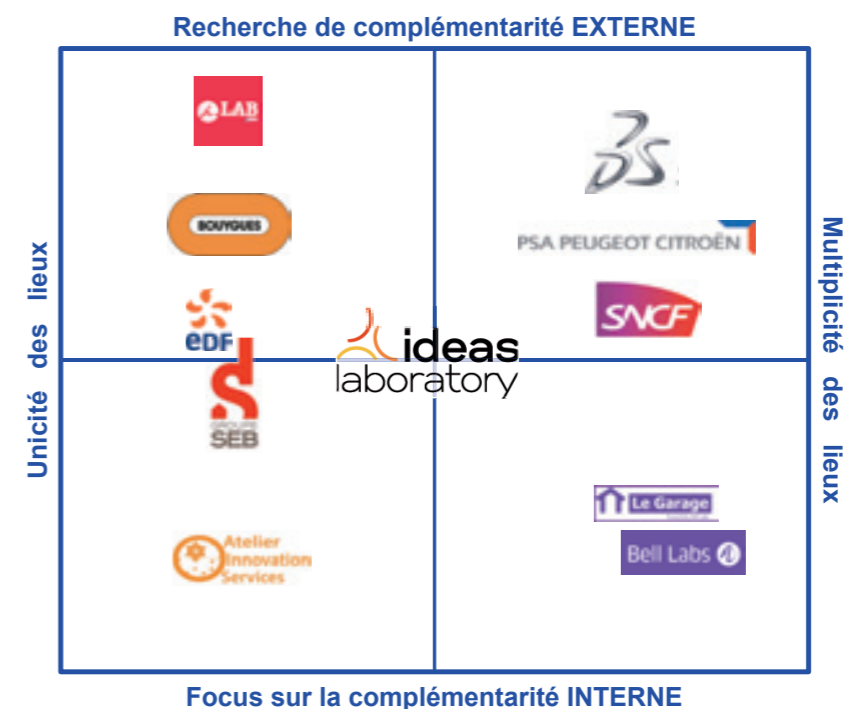 Recherche de complémentarité EXTERNE
LAB
BOUYGUES
PSA PEUGEOT CITROËN
SNCF
eDF
ideas
laboratory
GROUPE
SEB
Unicité des lieux
Multiplicité des lieux
Le Garage
Bell Labs
Atelier
Innovation
Services
Focus sur la complémentarité INTERNE